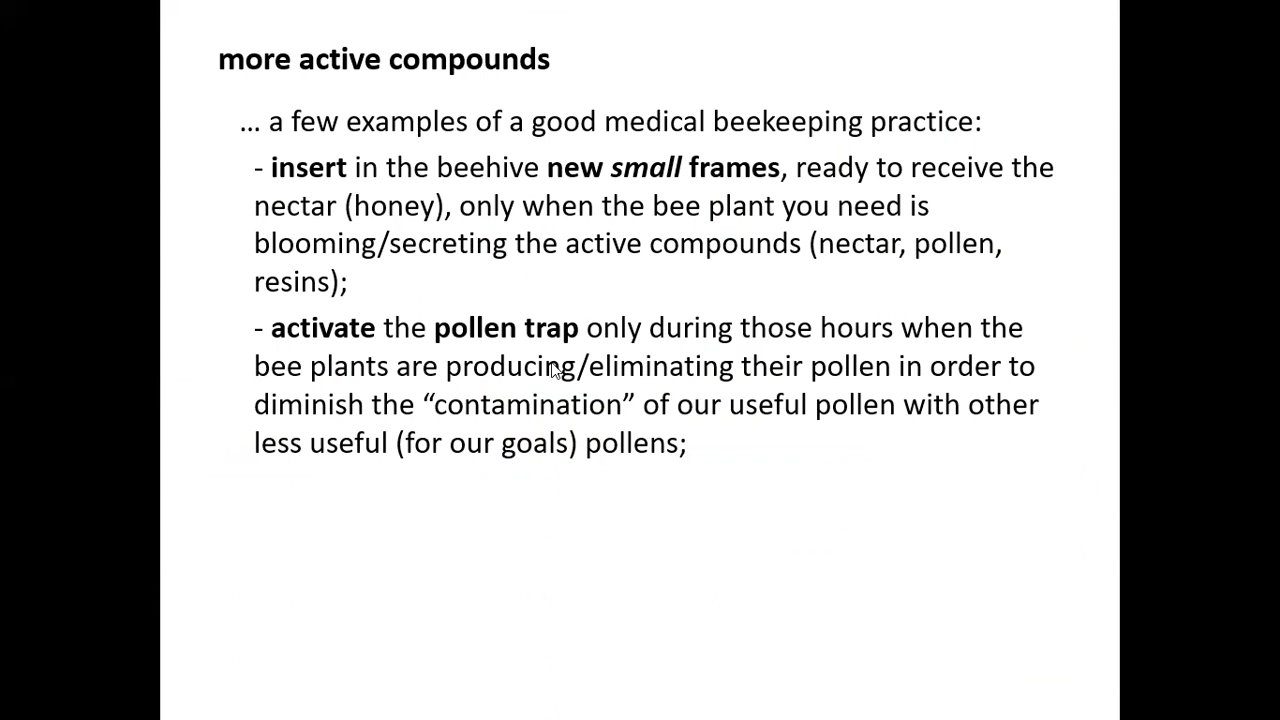 more active compounds
… a few examples of a good medical beekeeping practice:
- insert in the beehive new small frames, ready to receive the
nectar (honey), only when the bee plant you need is
blooming/secreting the active compounds (nectar, pollen,
resins);
- activate the pollen trap only during those hours when the
bee plants are producing/eliminating their pollen in order to
diminish the “contamination” of our useful pollen with other
less useful (for our goals) pollens;